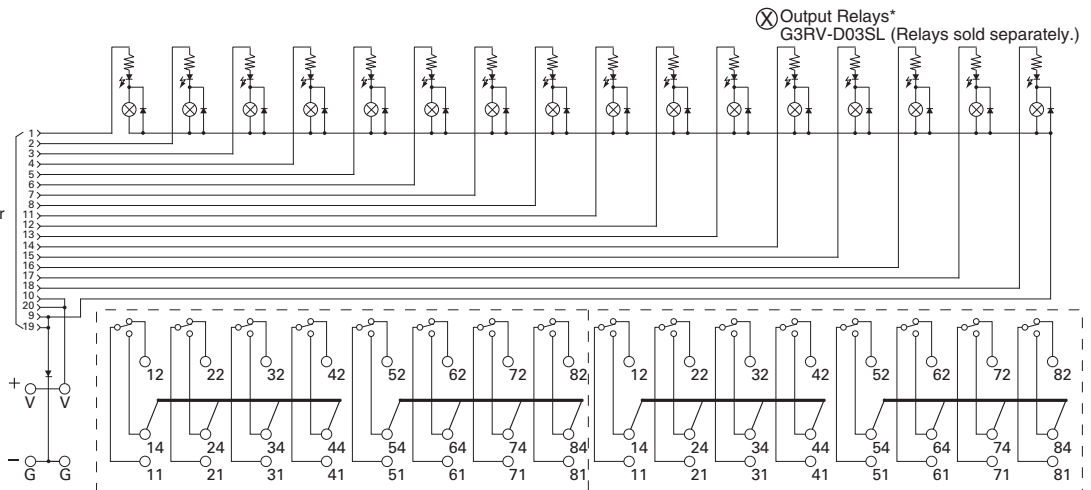 Output Relays*
G3RV-D03SL (Relays sold separately.)
1
2
3
4
5
6
7
8
r
11
12
13
14
15
16
17
18
10
20
9
19
12 22 32 42 52 62 72 82 12 22 32 42 52 62 72 82
+
V V
14 24 34 44 54 64 74 84 14 24 34 44 54 64 74 84
−
G G
11 21 31 41 51 61 71 81 11 21 31 41 51 61 71 81